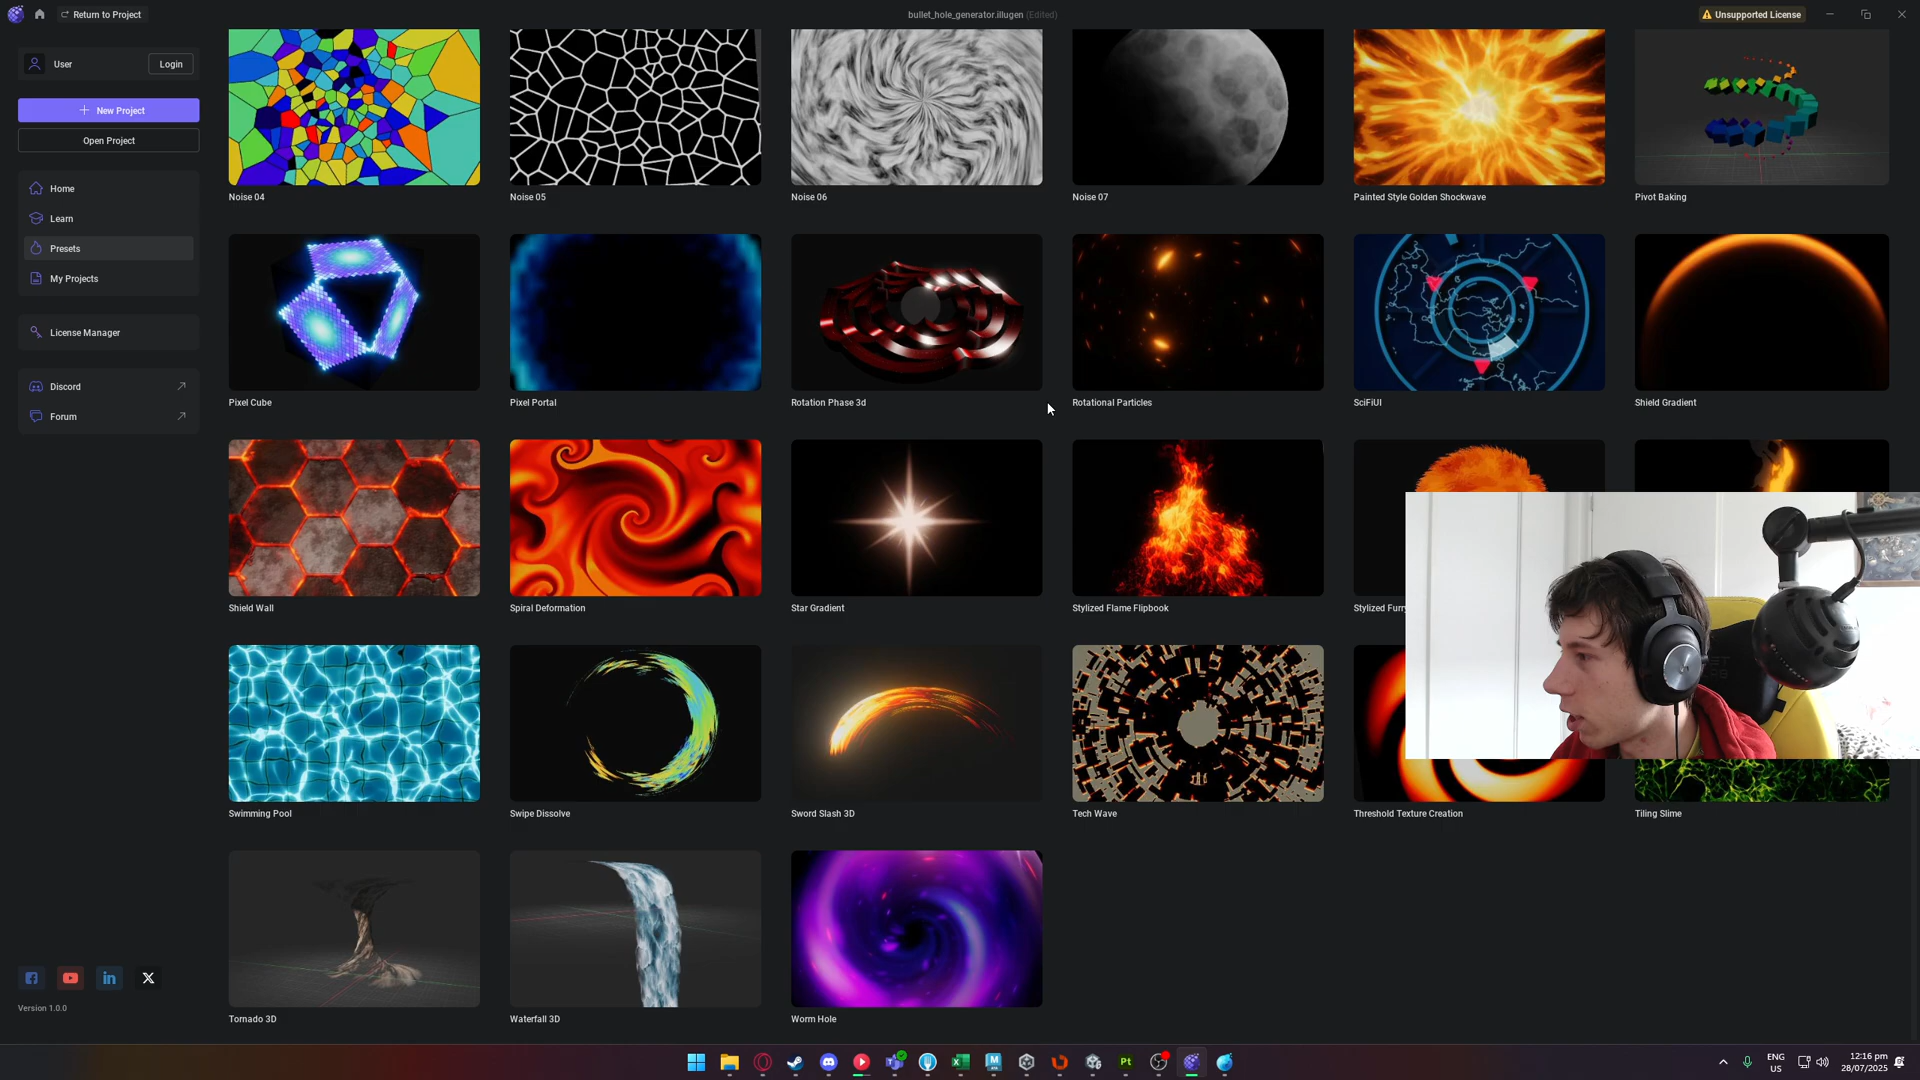 Return to Project
bullet_hole_generator.illugen (Edited)
Unsupported License
User
Login
New Project
Open Project
Home
Learn
Presets
My Projects
License Manager
Discord
Forum
Noise 04
Noise 05
Noise 06
Noise 07
Painted Style Golden Shockwave
Pivot Baking
Pixel Cube
Pixel Portal
Rotation Phase 3d
Rotational Particles
SciFiUI
Shield Gradient
Shield Wall
Spiral Deformation
Star Gradient
Stylized Flame Flipbook
Stylized Furry
Swimming Pool
Swipe Dissolve
Sword Slash 3D
Tech Wave
Threshold Texture Creation
Tiling Slime
Tornado 3D
Waterfall 3D
Worm Hole
Version 1.0.0
Pt
ENG
US
12:16 pm
28/07/2025